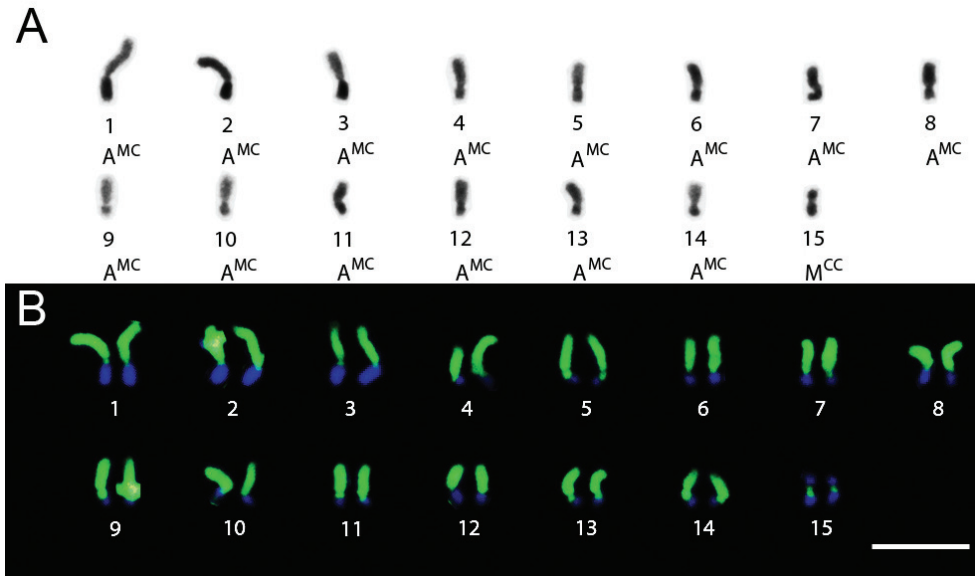 A
1 2 3 4 5 6 7 8
A^MC A^MC A^MC A^MC A^MC A^MC A^MC A^MC
9 10 11 12 13 14 15
A^MC A^MC A^MC A^MC A^MC A^MC M^CC
B
1 2 3 4 5 6 7 8
9 10 11 12 13 14 15